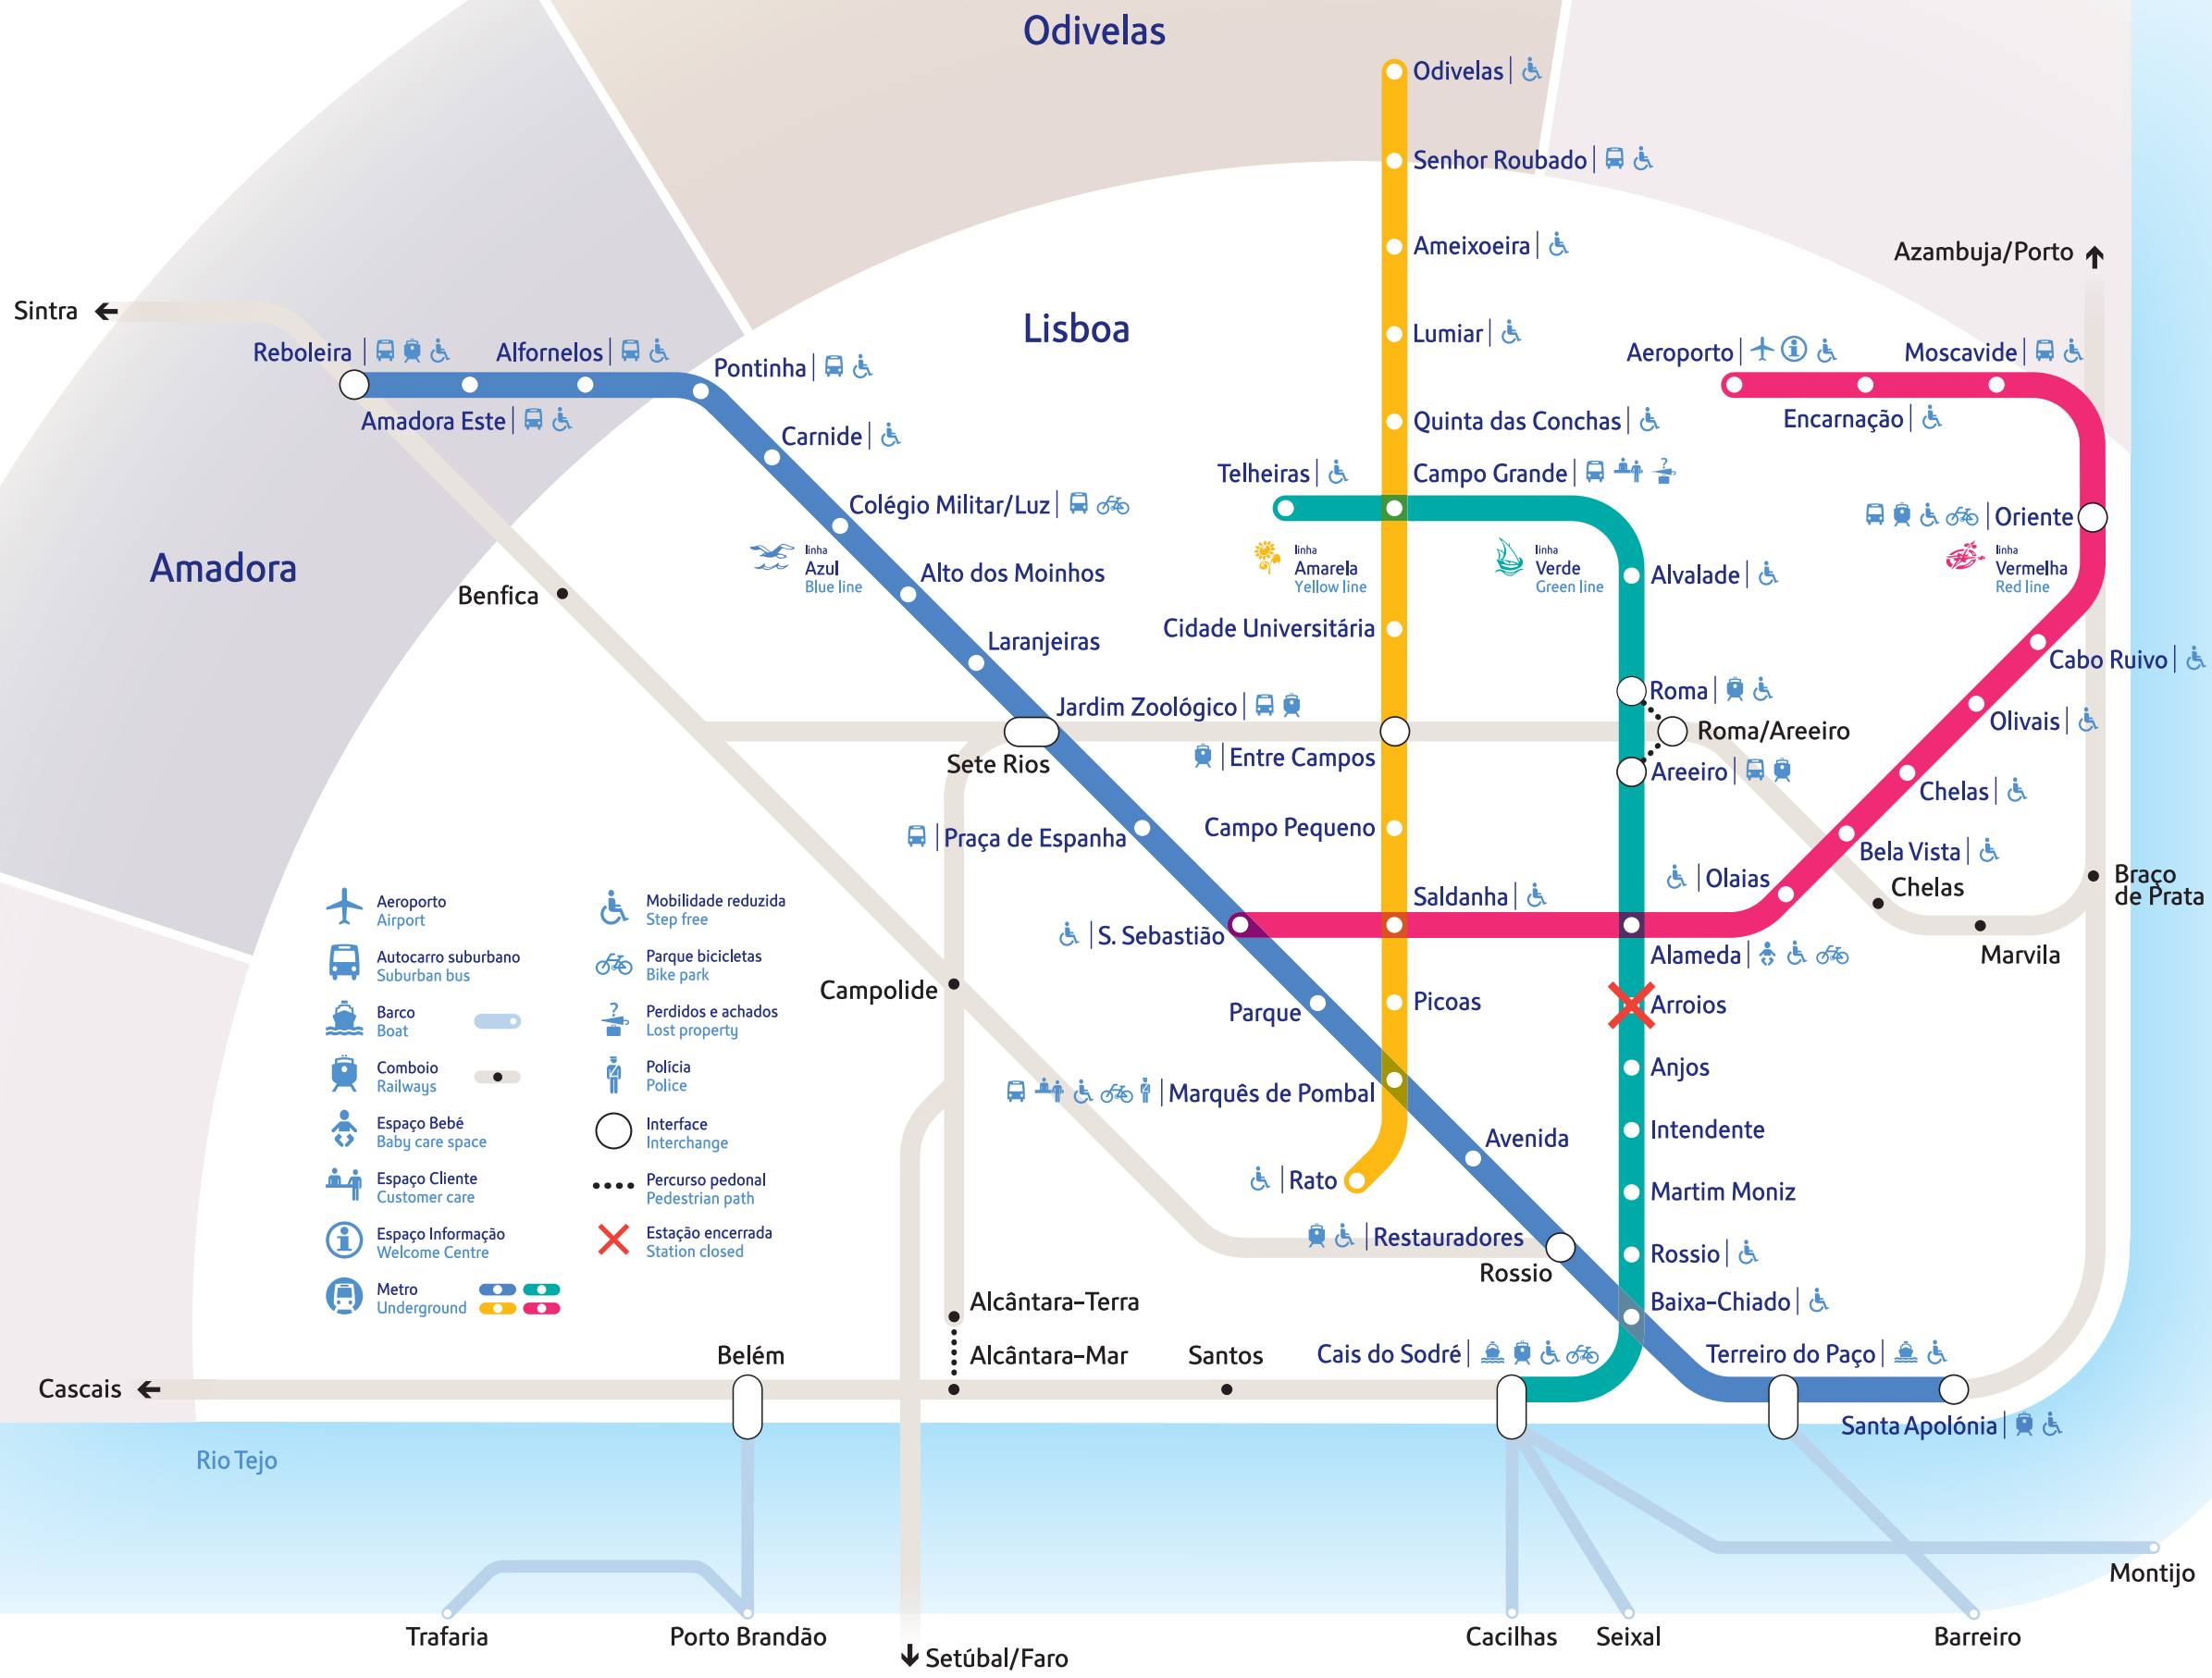 Odivelas
Odivelas
Senhor Roubado
Ameixoeira
Azambuja/Porto
Sintra
Lisboa
Lumiar
Reboleira
Alfornelos
Pontinha
Aeroporto
Moscavide
Amadora Este
Carnide
Quinta das Conchas
Encarnação
Telheiras
Campo Grande
Colégio Militar/Luz
Oriente
linha
Azul
Blue line
linha
Amarela
Yellow line
linha
Verde
Green line
linha
Vermelha
Red line
Amadora
Alto dos Moinhos
Alvalade
Benfica
Cidade Universitária
Laranjeiras
Cabo Ruivo
Roma
Jardim Zoológico
Olivais
Roma/Areeiro
Sete Rios
Entre Campos
Areeiro
Chelas
Praça de Espanha
Campo Pequeno
Bela Vista
Olaias
Chelas
Braço
de Prata
Saldanha
S. Sebastião
Alameda
Marvila
Campolide
Parque
Picoas
Arroios
Anjos
Marquês de Pombal
Intendente
Avenida
Rato
Martim Moniz
Restauradores
Rossio
Rossio
Baixa-Chiado
Aeroporto
Airport
Autocarro suburbano
Suburban bus
Barco
Boat
Comboio
Railways
Espaço Bebé
Baby care space
Espaço Cliente
Customer care
Espaço Informação
Welcome Centre
Metro
Underground
Mobilidade reduzida
Step free
Parque bicicletas
Bike park
?
Perdidos e achados
Lost property
Polícia
Police
Interface
Interchange
Percurso pedonal
Pedestrian path
Estação encerrada
Station closed
Alcântara-Terra
Alcântara-Mar
Belém
Santos
Cais do Sodré
Terreiro do Paço
Cascais
Santa Apolónia
Rio Tejo
Montijo
Trafaria
Porto Brandão
Cacilhas
Seixal
Barreiro
Setúbal/Faro